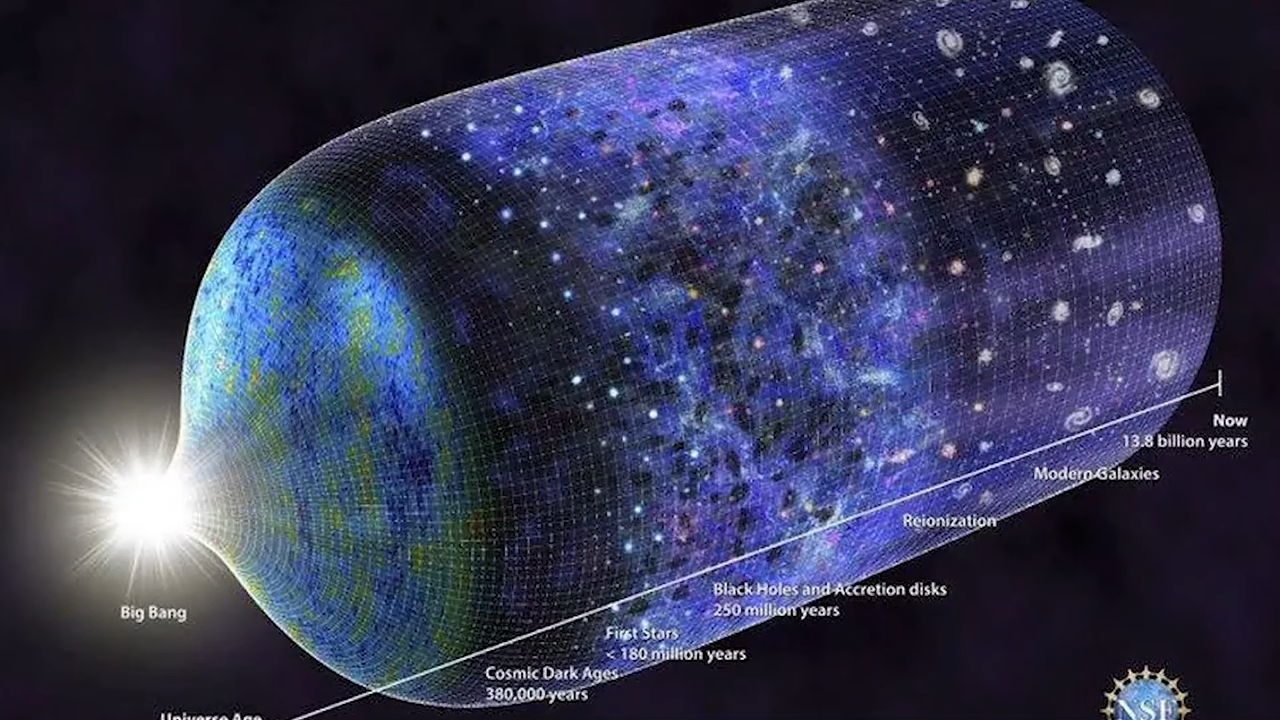 Now
13.8 billion years
Modern Galaxies
Reionization
Black Holes and Accretion disks
250 million years
First Stars
< 180 million years
Cosmic Dark Ages
380,000 years
Big Bang
Universe Age
NSF